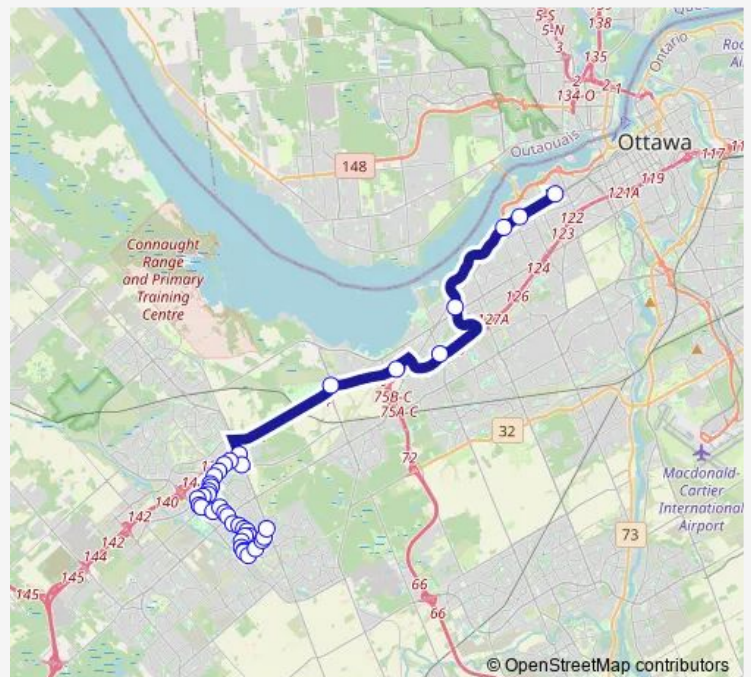 5-S
5-N
3
138
135
2
2
1
134-O
Ontario
148
Outaouais
Ottawa
117
119
121A
122
123
124
126
127A
Connaught
Range
and Primary
Training
Centre
75B-C
75A-C
32
72
140
142
142
144
145
145
Macdonald-
Cartier
International
Airport
73
66
66
© OpenStreetMap contributors